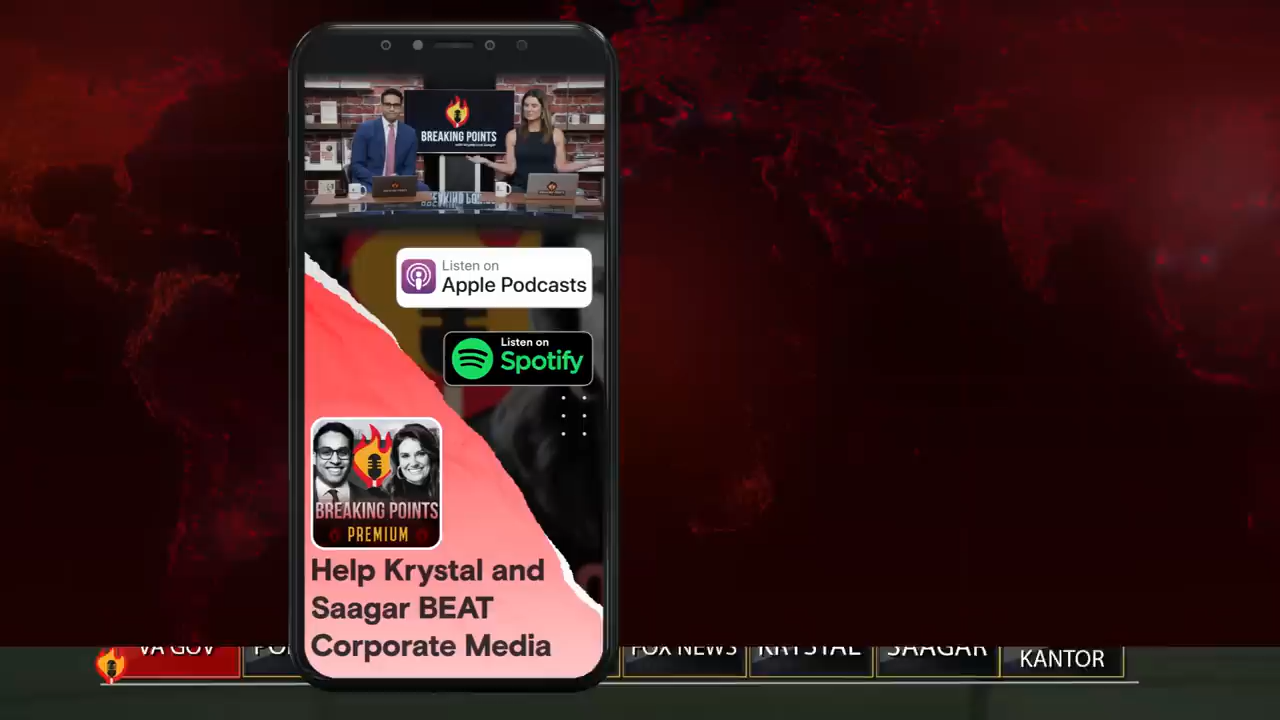 BREAKING POINTS
Listen on
Apple Podcasts
Listen on
Spotify
BREAKING POINTS
PREMIUM
Help Krystal and
Saagar BEAT
Corporate Media
VA GOV
FOX NEWS
KRYSTAL
SAAGAR
KANTOR